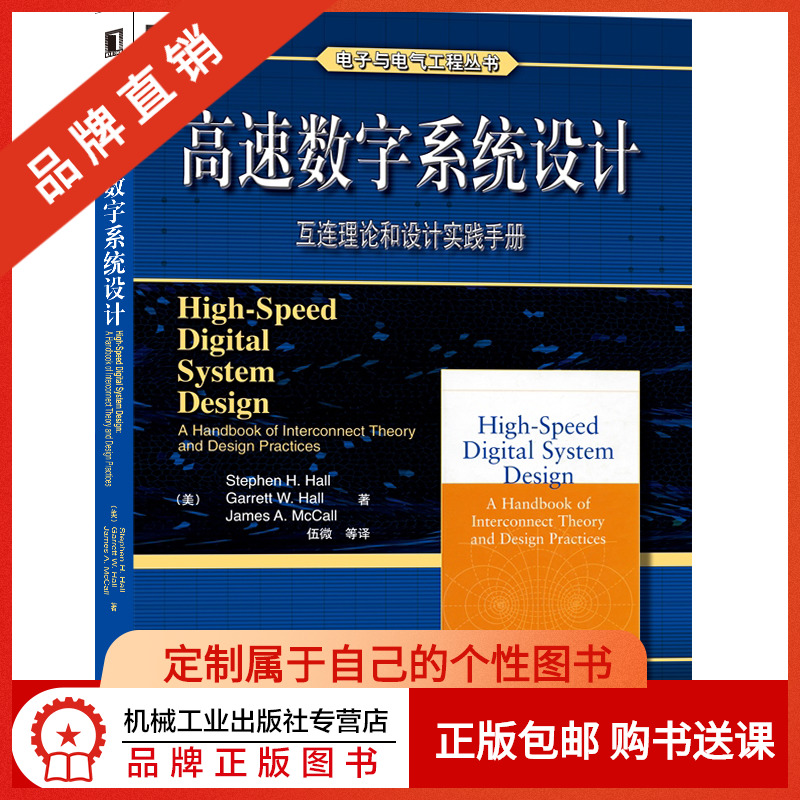 品牌直销
电子与电气工程丛书
高速数字系统设计
互连理论和设计实践手册
High-Speed
Digital
System
Design
A Handbook of Interconnect Theory
and Design Practices
(美)
Stephen H. Hall
Garrett W. Hall
James A. McCall
著
伍微 等译
High-Speed
Digital System
Design
A Handbook of
Interconnect Theory
and Design Practices
数字系统设计
High-Speed Digital System Design:
A Handbook of Interconnect Theory and Design Practices
(美)
Stephen H. Hall
Garrett W. Hall
James A. McCall
著
定制属于自己的个性图书
机械工业出版社专营店
品牌正版图书
正版包邮 购书送课